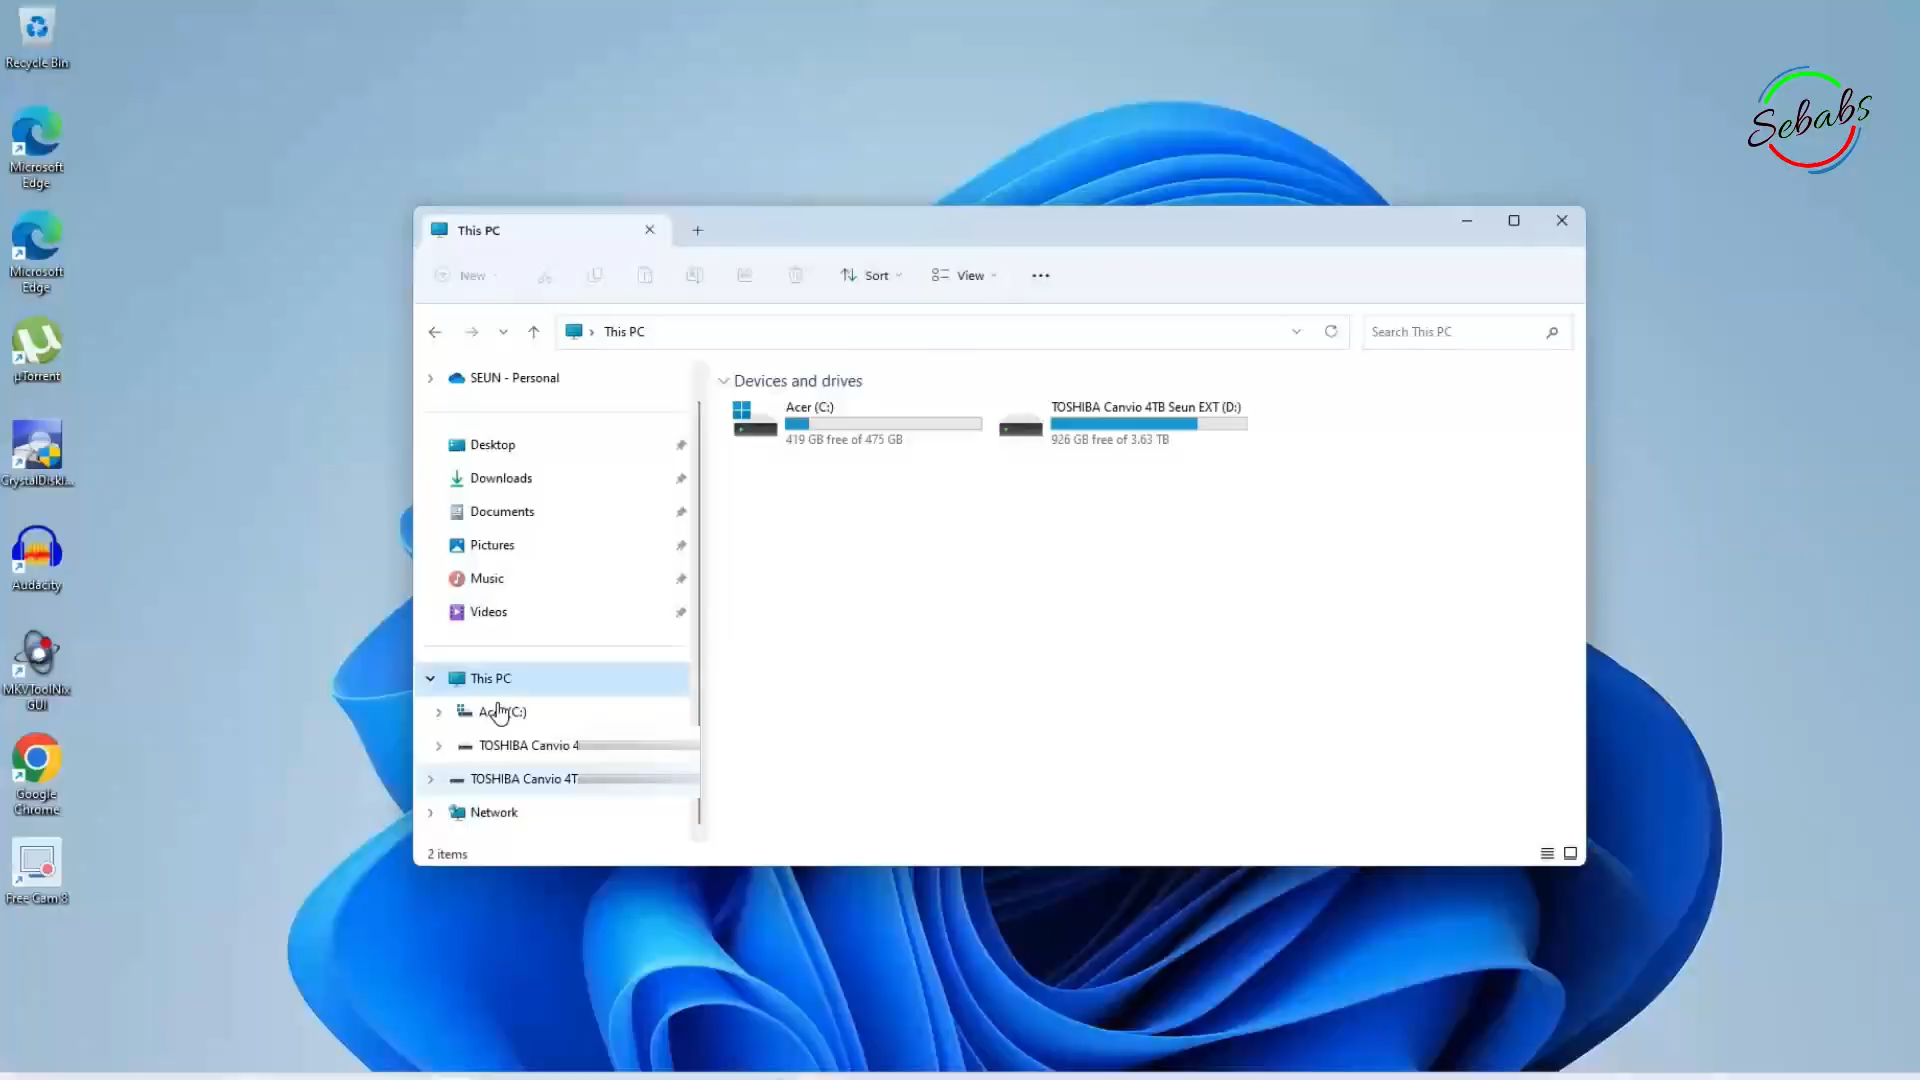 Recycle Bin
Microsoft
Edge
Microsoft
Edge
µTorrent
CrystalDiskI...
Audacity
MKVToolNix
GUI
Google
Chrome
Free Cam 8
Sebabs
This PC
New
Sort
View
This PC
Search This PC
SEUN - Personal
Desktop
Downloads
Documents
Pictures
Music
Videos
This PC
(C:)
TOSHIBA Canvio 4
TOSHIBA Canvio 4T
Network
2 items
Devices and drives
Acer (C:)
419 GB free of 475 GB
TOSHIBA Canvio 4TB Seun EXT (D:)
926 GB free of 3.63 TB